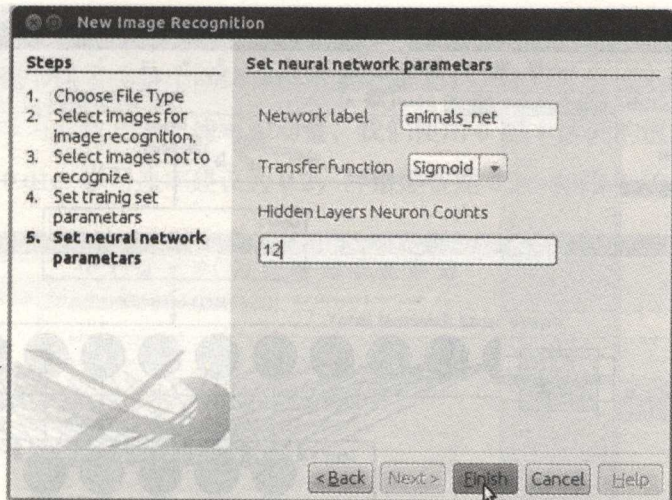 New Image Recognition
Steps
1. Choose File Type
2. Select images for
image recognition.
3. Select images not to
recognize.
4. Set trainig set
parametars
5. Set neural network
parametars
Set neural network parametars
Network label animals_net
Transfer function Sigmoid
Hidden Layers Neuron Counts
12
< Back Next > Finish Cancel Help